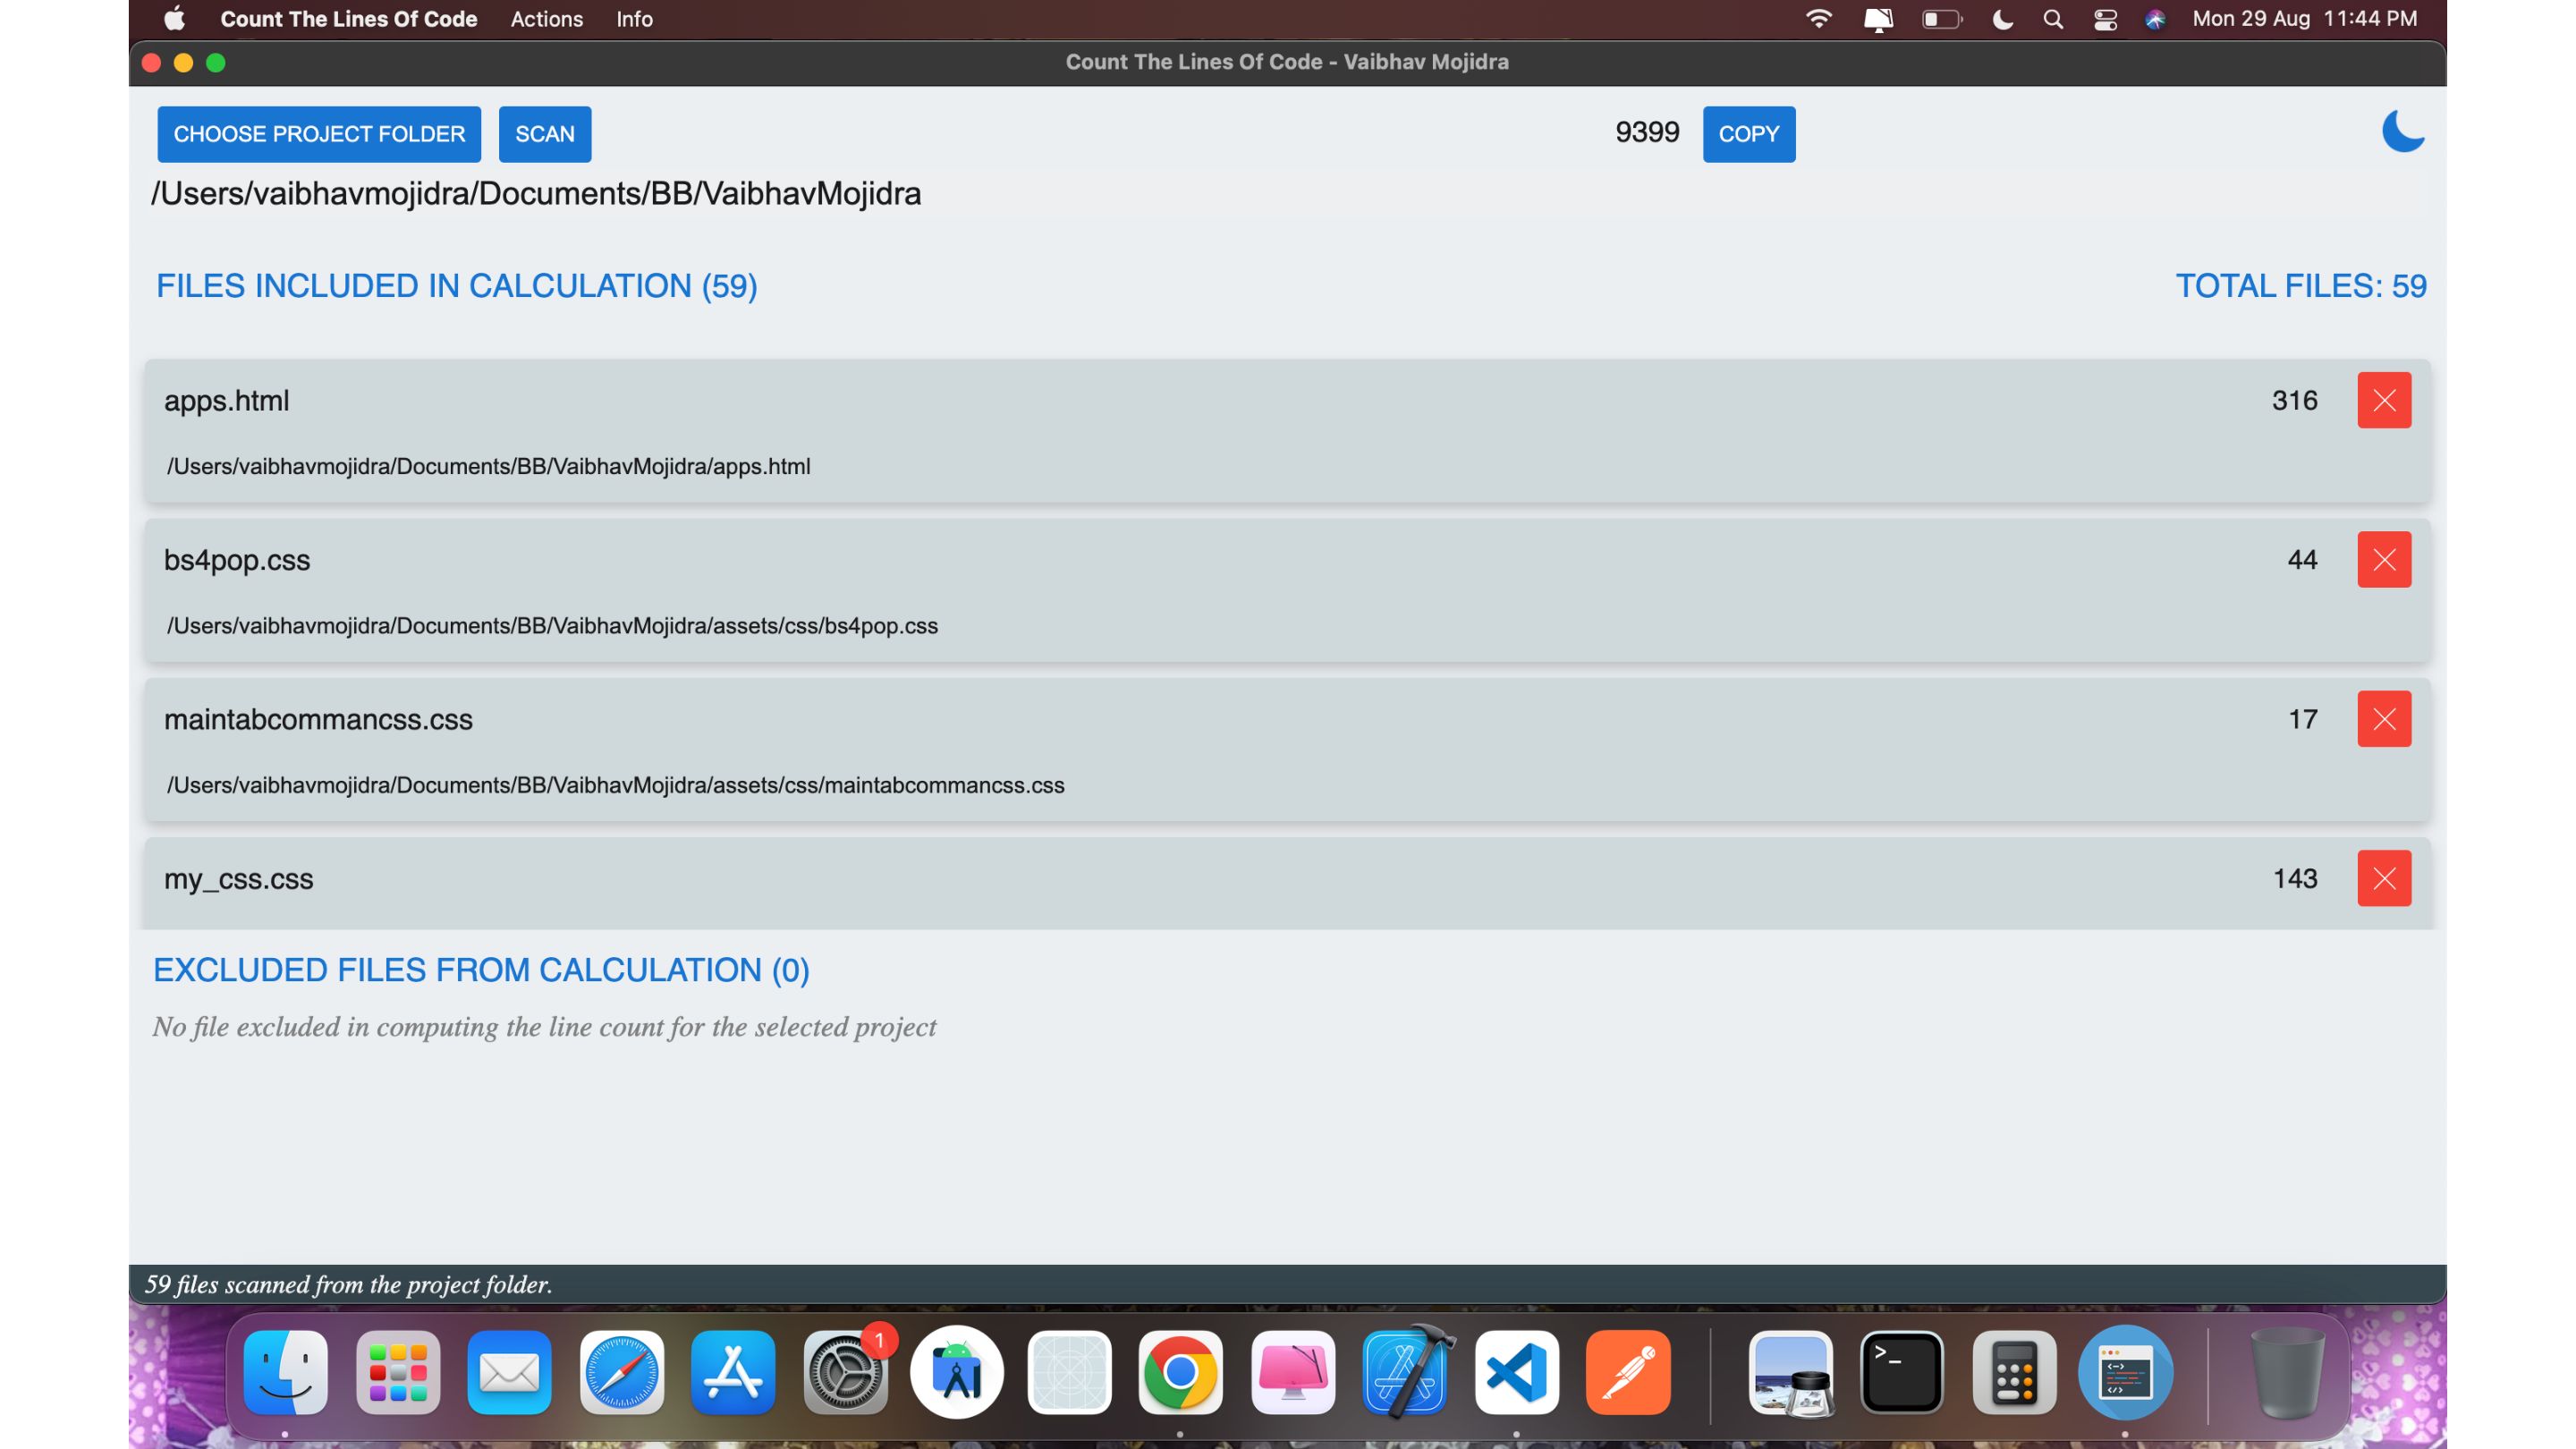 Count The Lines Of Code Actions Info Mon 29 Aug 11:44 PM
Count The Lines Of Code - Vaibhav Mojidra
CHOOSE PROJECT FOLDER SCAN 9399 COPY
/Users/vaibhavmojidra/Documents/BB/VaibhavMojidra
FILES INCLUDED IN CALCULATION (59) TOTAL FILES: 59
apps.html 316
/Users/vaibhavmojidra/Documents/BB/VaibhavMojidra/apps.html
bs4pop.css 44
/Users/vaibhavmojidra/Documents/BB/VaibhavMojidra/assets/css/bs4pop.css
maintabcommancss.css 17
/Users/vaibhavmojidra/Documents/BB/VaibhavMojidra/assets/css/maintabcommancss.css
my_css.css 143
EXCLUDED FILES FROM CALCULATION (0)
No file excluded in computing the line count for the selected project
59 files scanned from the project folder.
1